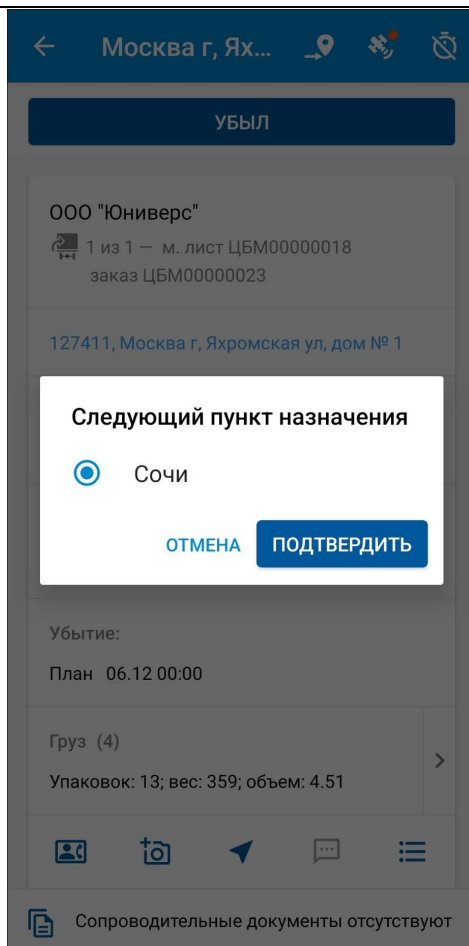 Москва г, Ях...
УБЫЛ
ООО "Юниверс"
1 из 1 — м. лист ЦБМ00000018
заказ ЦБМ00000023
127411, Москва г, Яхромская ул, дом № 1
Следующий пункт назначения
Сочи
ОТМЕНА ПОДТВЕРДИТЬ
Убытие:
План 06.12 00:00
Груз (4)
Упаковок: 13; вес: 359; объем: 4.51
Сопроводительные документы отсутствуют